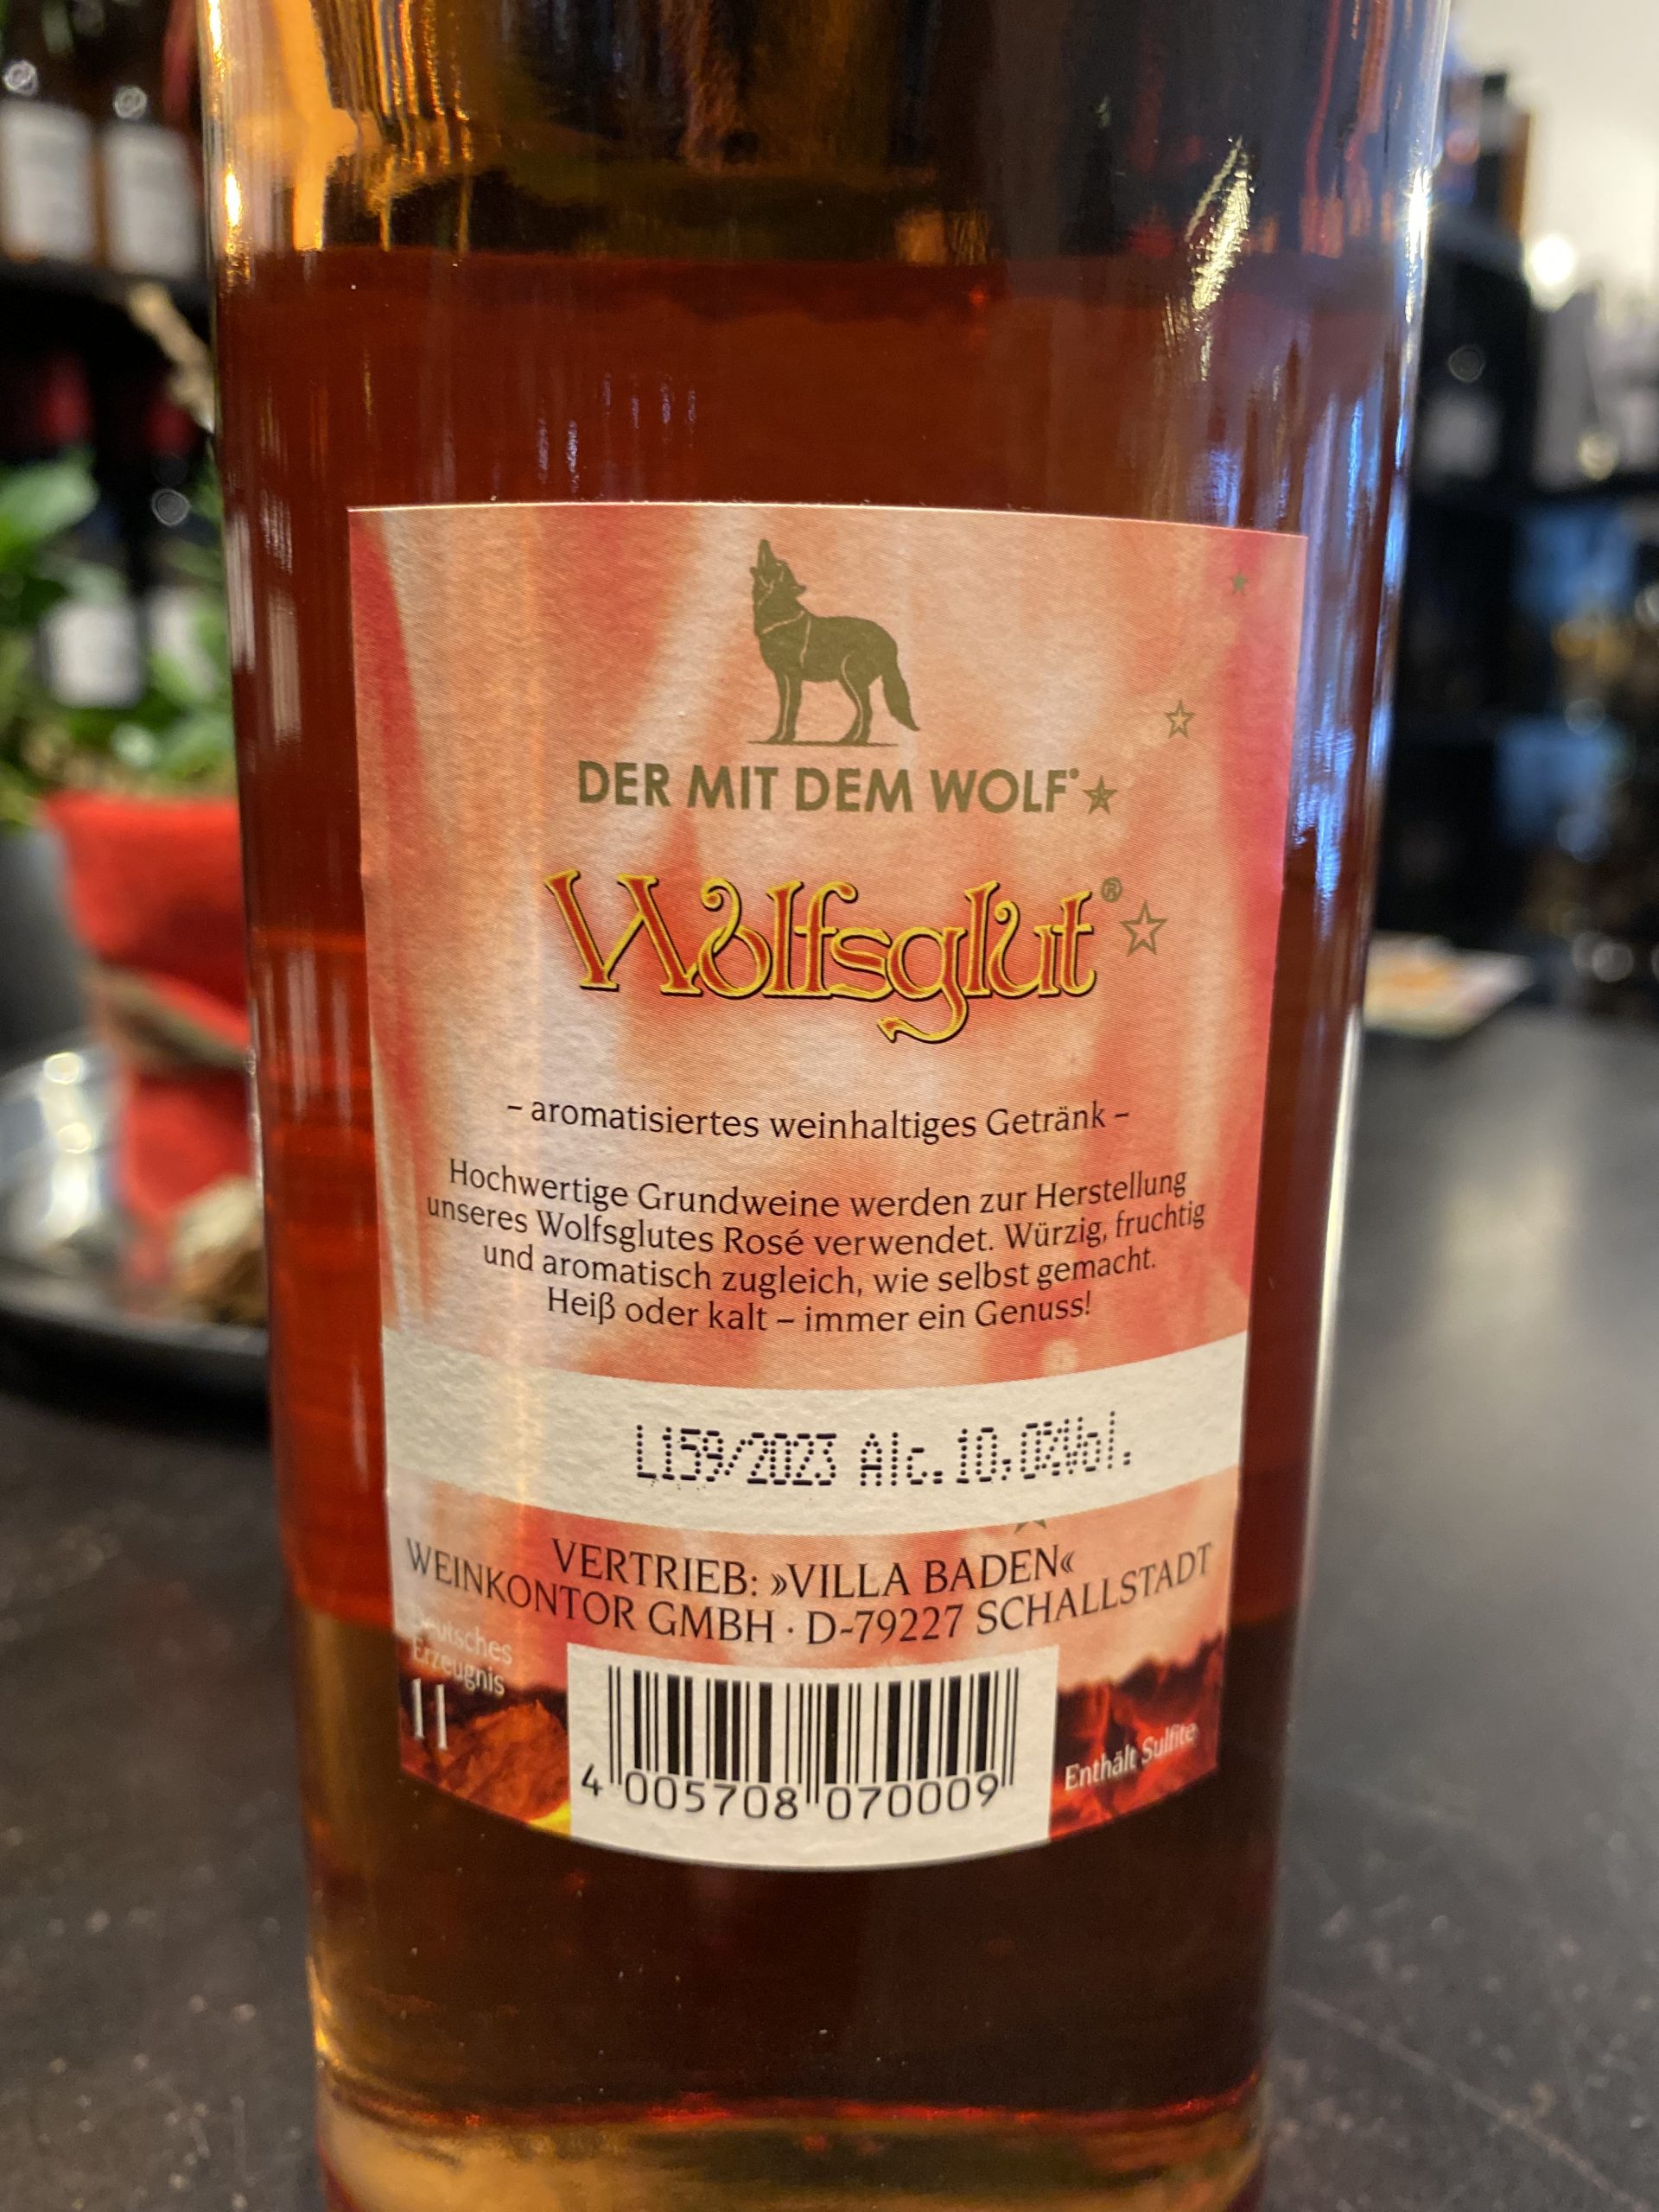 DER MIT DEM WOLF®
Wolfsglut®
– aromatisiertes weinhaltiges Getränk –
Hochwertige Grundweine werden zur Herstellung
unseres Wolfsglutes Rosé verwendet. Würzig, fruchtig
und aromatisch zugleich, wie selbst gemacht.
Heiß oder kalt – immer ein Genuss!
L159/2023 Alc.10,0%Vol.
VERTRIEB: »VILLA BADEN«
WEINKONTOR GMBH · D-79227 SCHALLSTADT
Deutsches
Erzeugnis
1l
4 005708 070009
Enthält Sulfite